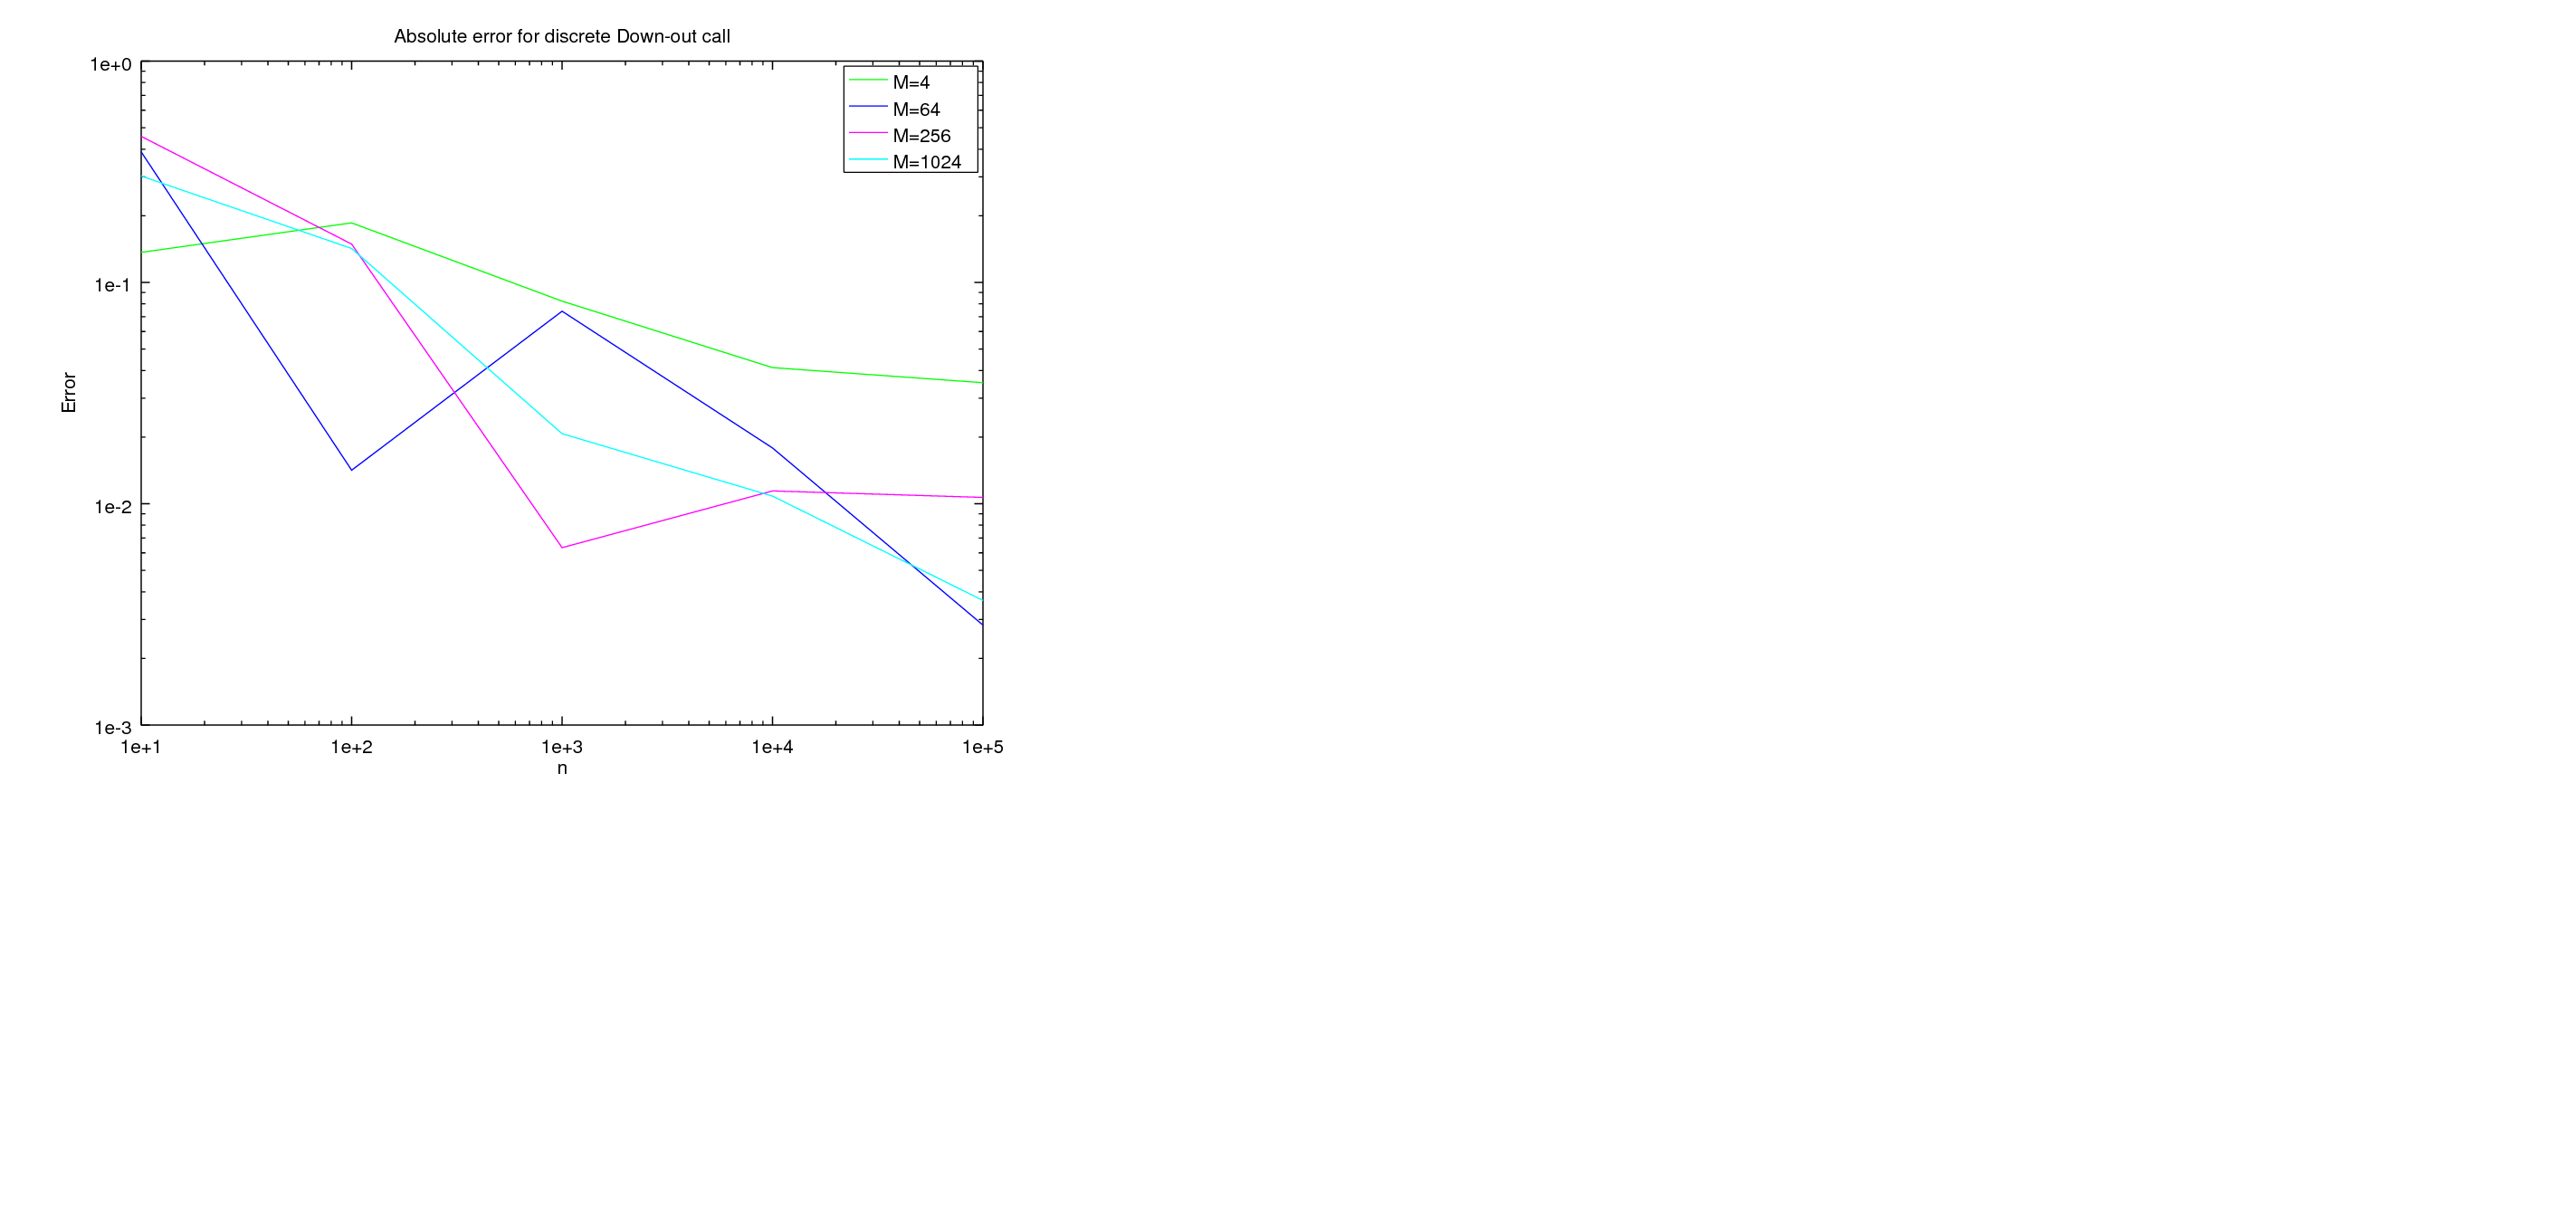 Absolute error for discrete Down-out call
1e+0
M=4
M=64
M=256
M=1024
1e-1
Error
1e-2
1e-3
1e+1 1e+2 1e+3 1e+4 1e+5
n